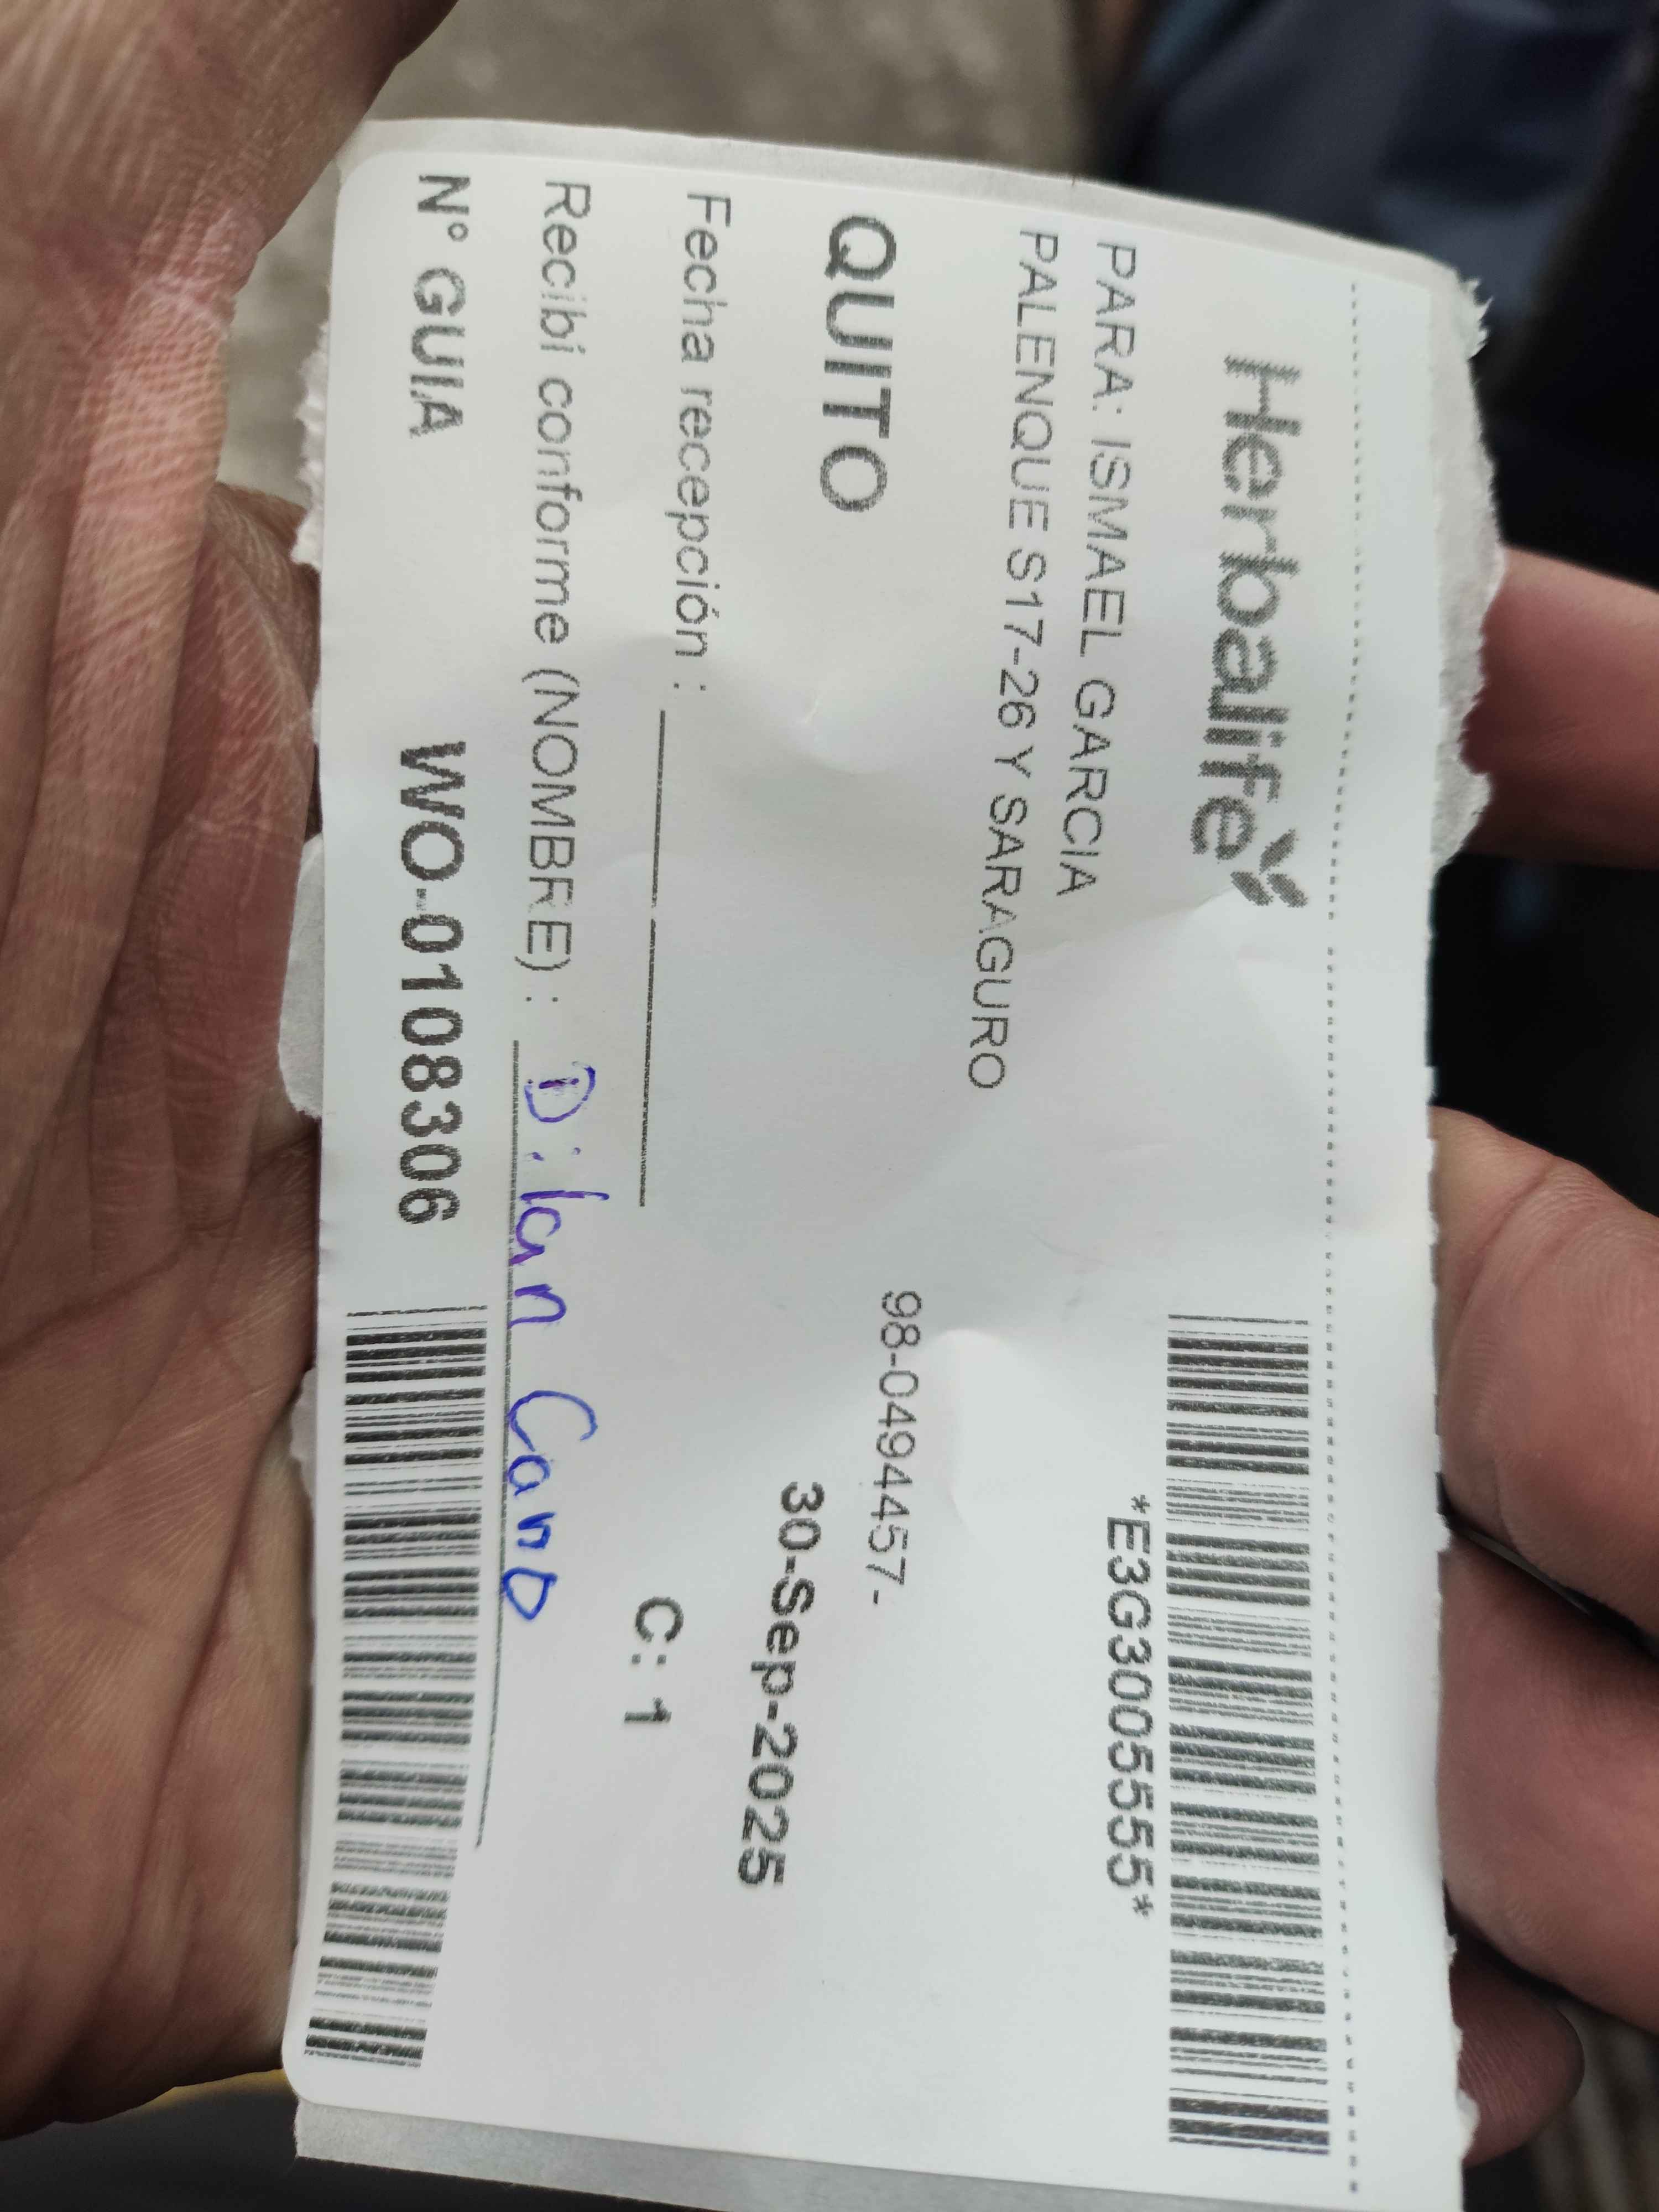 Herbalife
*E3G3005555*
PARA: ISMAEL GARCIA
PALENQUE S17-26 Y SARAGURO
98-0494457-
QUITO
30-Sep-2025
Fecha recepción :
C: 1
Recibí conforme (NOMBRE) : Dilan Cano
N° GUIA WO-0108306